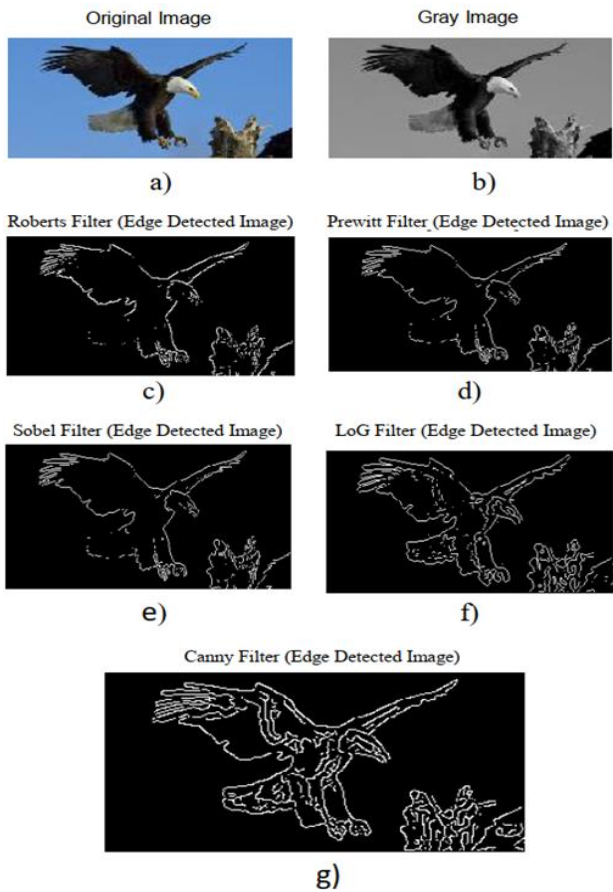 Original Image
Gray Image
a)
b)
Roberts Filter (Edge Detected Image)
Prewitt Filter (Edge Detected Image)
c)
d)
Sobel Filter (Edge Detected Image)
LoG Filter (Edge Detected Image)
e)
f)
Canny Filter (Edge Detected Image)
g)